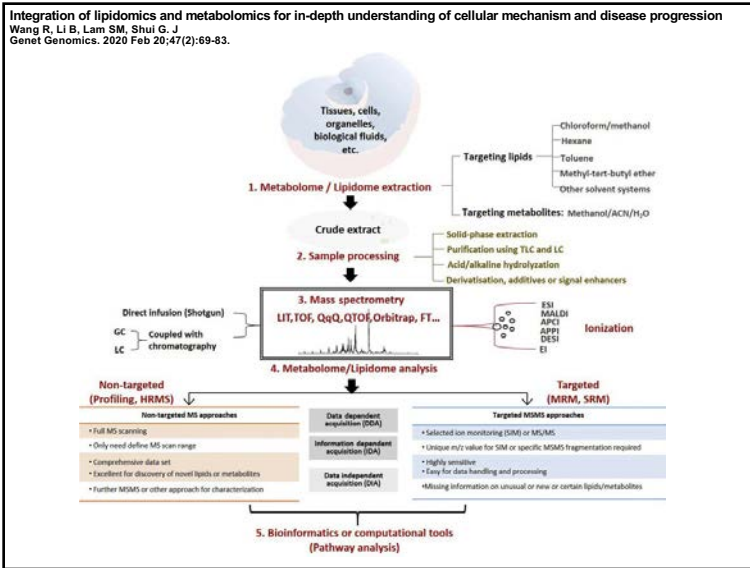 Integration of lipidomics and metabolomics for in-depth understanding of cellular mechanism and disease progression
Wang R, Li B, Lam SM, Shui G. J
Genet Genomics. 2020 Feb 20;47(2):69-83.
Tissues, cells,
organelles,
biological fluids,
etc.
1. Metabolome / Lipidome extraction
Targeting lipids
Chloroform/methanol
Hexane
Toluene
Methyl-tert-butyl ether
Other solvent systems
Targeting metabolites: Methanol/ACN/H₂O
Crude extract
2. Sample processing
Solid-phase extraction
Purification using TLC and LC
Acid/alkaline hydrolyzation
Derivatisation, additives or signal enhancers
3. Mass spectrometry
LIT,TOF, QqQ,QTOF,Orbitrap, FT...
Direct infusion (Shotgun)
GC
LC
Coupled with
chromatography
ESI
MALDI
APCI
APPI
DESI
EI
Ionization
4. Metabolome/Lipidome analysis
Non-targeted
(Profiling, HRMS)
Targeted
(MRM, SRM)
Non-targeted MS approaches
• Full MS scanning
• Only need define MS scan range
• Comprehensive data set
• Excellent for discovery of novel lipids or metabolites
• Further MSMS or other approach for characterization
Data dependent
acquisition (DDA)
Information dependent
acquisition (IDA)
Data independent
acquisition (DIA)
Targeted MSMS approaches
• Selected ion monitoring (SIM) or MS/MS
• Unique m/z value for SIM or specific MSMS fragmentation required
• Highly sensitive
• Easy for data handling and processing
•Missing information on unusual or new or certain lipids/metabolites
5. Bioinformatics or computational tools
(Pathway analysis)